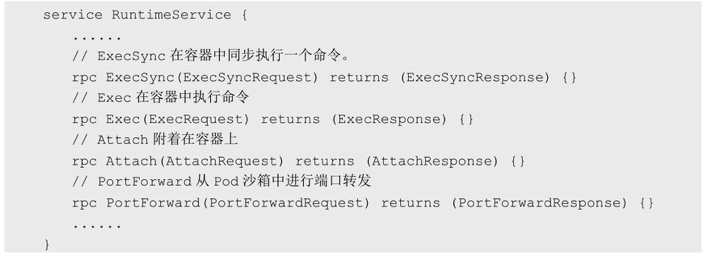 service RuntimeService {
......
// ExecSync 在容器中同步执行一个命令。
rpc ExecSync(ExecSyncRequest) returns (ExecSyncResponse) {}
// Exec 在容器中执行命令
rpc Exec(ExecRequest) returns (ExecResponse) {}
// Attach 附着在容器上
rpc Attach(AttachRequest) returns (AttachResponse) {}
// PortForward 从 Pod 沙箱中进行端口转发
rpc PortForward(PortForwardRequest) returns (PortForwardResponse) {}
......
}